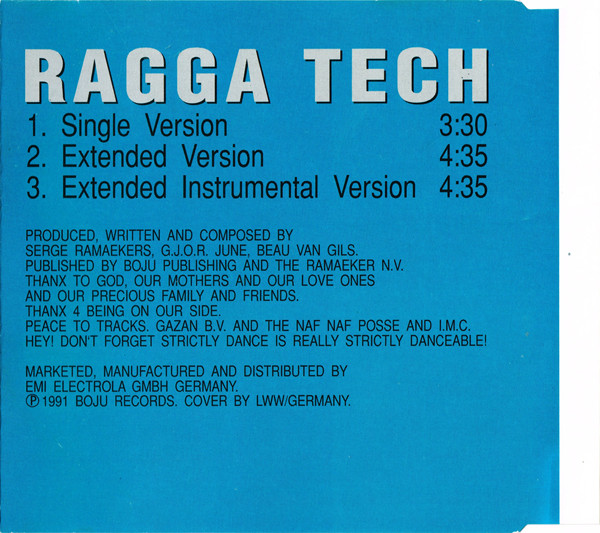 RAGGA TECH
1. Single Version 3:30
2. Extended Version 4:35
3. Extended Instrumental Version 4:35
PRODUCED, WRITTEN AND COMPOSED BY
SERGE RAMAEKERS, G.J.O.R. JUNE, BEAU VAN GILS.
PUBLISHED BY BOJU PUBLISHING AND THE RAMAEKER N.V.
THANX TO GOD, OUR MOTHERS AND OUR LOVE ONES
AND OUR PRECIOUS FAMILY AND FRIENDS.
THANX 4 BEING ON OUR SIDE.
PEACE TO TRACKS. GAZAN B.V. AND THE NAF NAF POSSE AND I.M.C.
HEY! DON'T FORGET STRICTLY DANCE IS REALLY STRICTLY DANCEABLE!
MARKETED, MANUFACTURED AND DISTRIBUTED BY
EMI ELECTROLA GMBH GERMANY.
℗ 1991 BOJU RECORDS. COVER BY LWW/GERMANY.